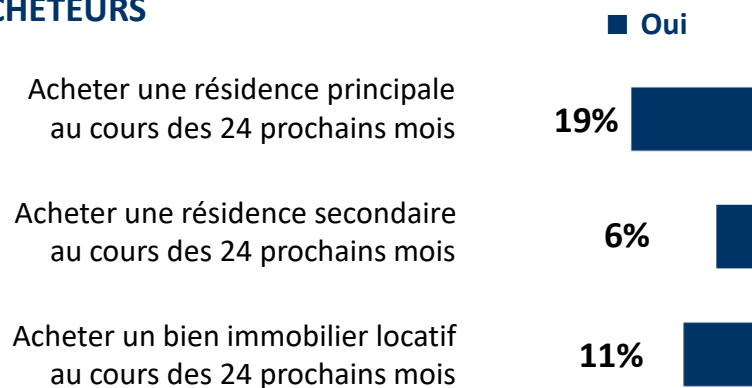 CHETEURS
Oui
Acheter une résidence principale
au cours des 24 prochains mois
19%
Acheter une résidence secondaire
au cours des 24 prochains mois
6%
Acheter un bien immobilier locatif
au cours des 24 prochains mois
11%